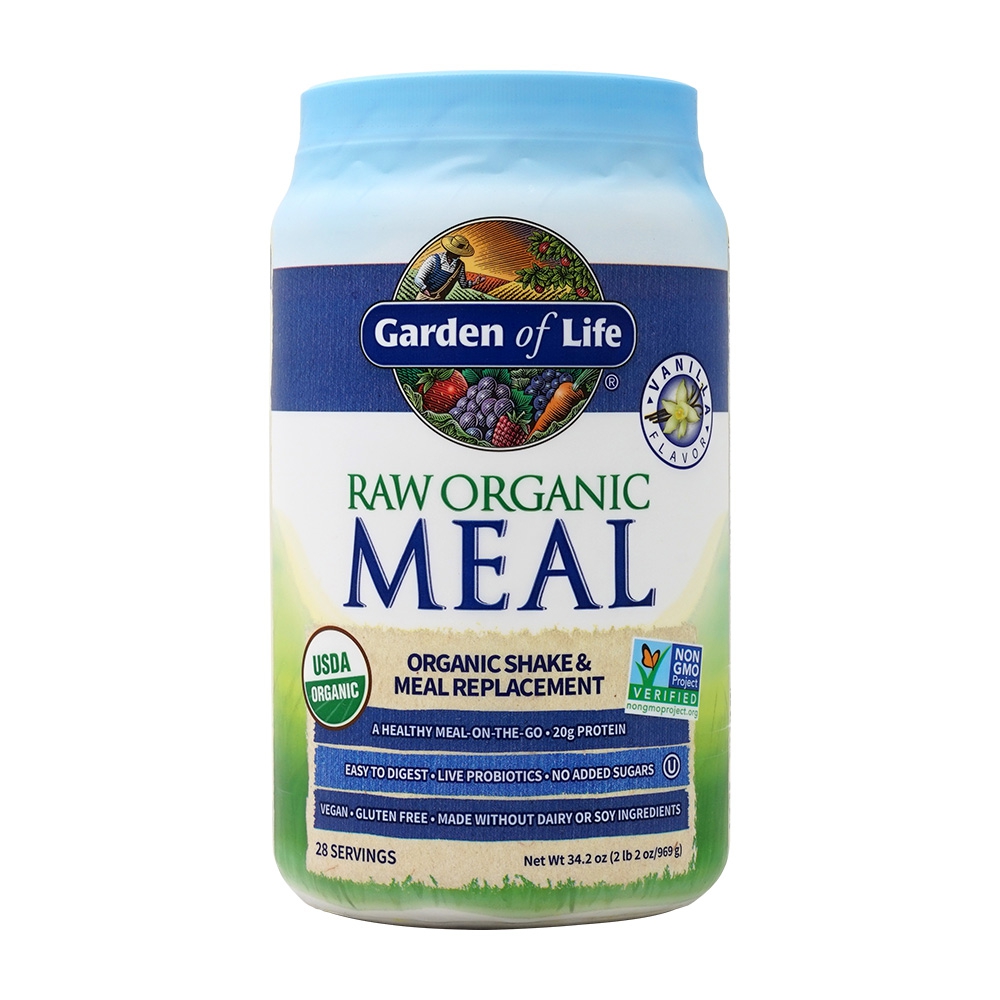 Garden of Life
®
VANILLA
FLAVOR
RAW ORGANIC
MEAL
USDA
ORGANIC
ORGANIC SHAKE &
MEAL REPLACEMENT
NON
GMO
Project
VERIFIED
nongmoproject.org
A HEALTHY MEAL-ON-THE-GO • 20g PROTEIN
EASY TO DIGEST • LIVE PROBIOTICS • NO ADDED SUGARS U
VEGAN • GLUTEN FREE • MADE WITHOUT DAIRY OR SOY INGREDIENTS
28 SERVINGS
Net Wt 34.2 oz (2 lb 2 oz/969 g)